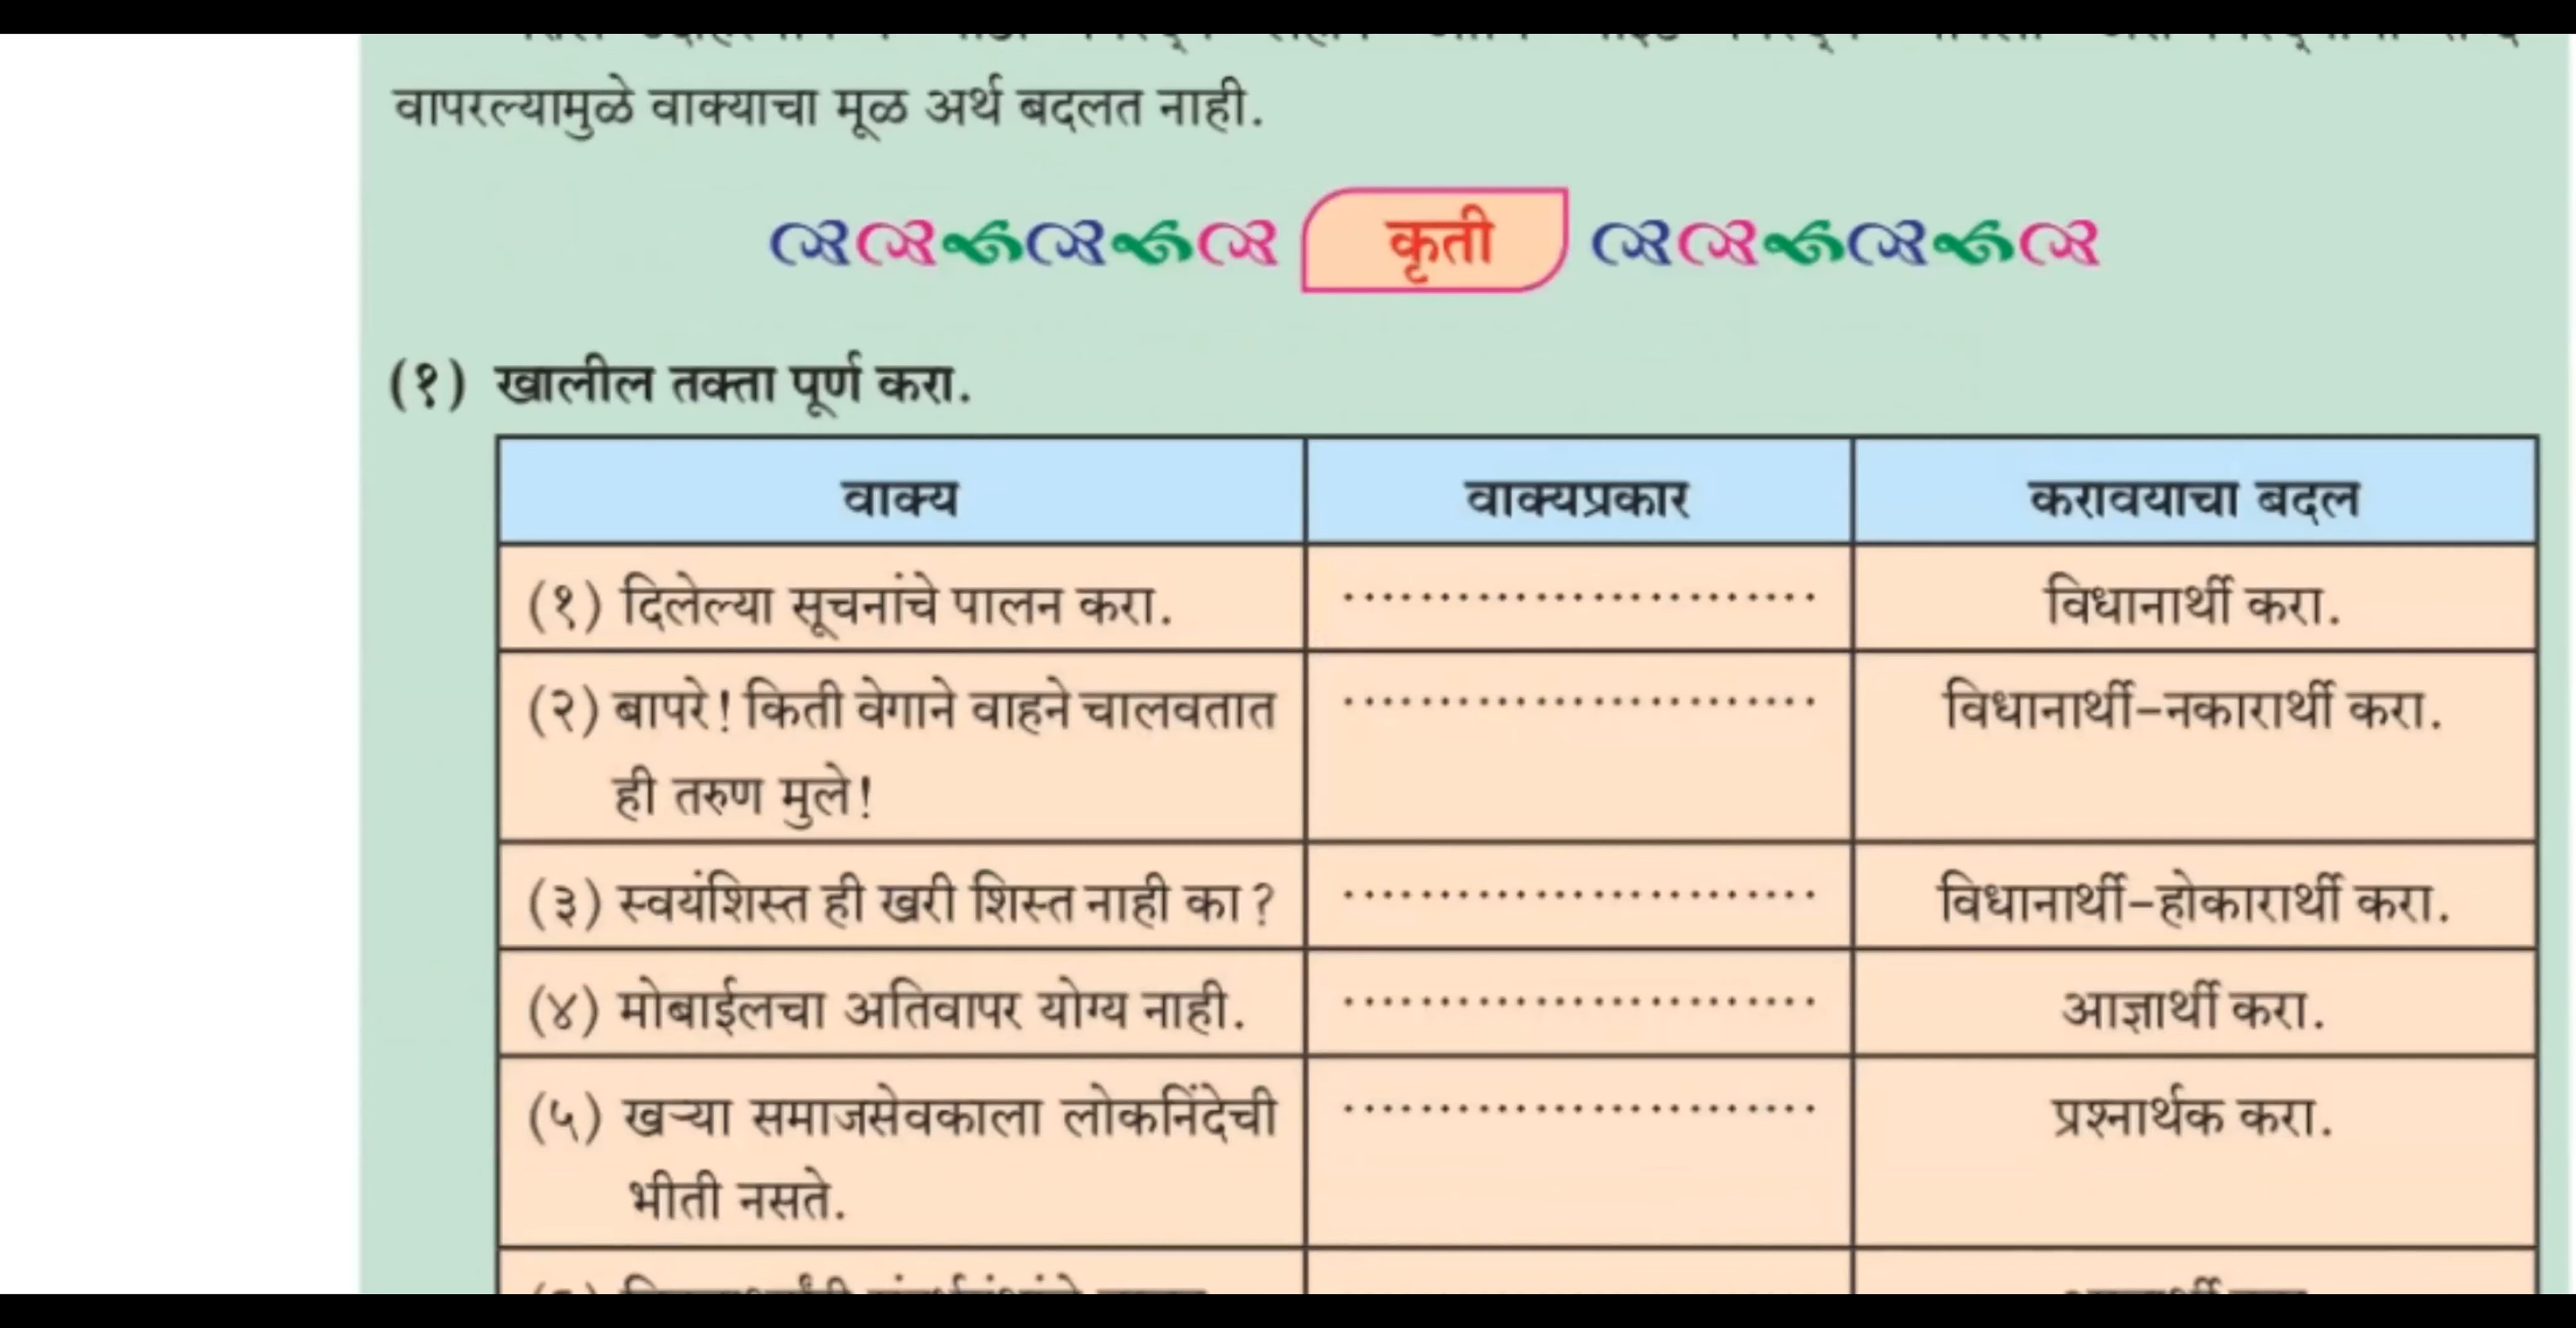 वापरल्यामुळे वाक्याचा मूळ अर्थ बदलत नाही.
कृती
(१) खालील तक्ता पूर्ण करा.
वाक्य वाक्यप्रकार करावयाचा बदल
(१) दिलेल्या सूचनांचे पालन करा. ························· विधानार्थी करा.
(२) बापरे! किती वेगाने वाहने चालवतात ························· विधानार्थी-नकारार्थी करा.
ही तरुण मुले!
(३) स्वयंशिस्त ही खरी शिस्त नाही का? ························· विधानार्थी-होकारार्थी करा.
(४) मोबाईलचा अतिवापर योग्य नाही. ························· आज्ञार्थी करा.
(५) खऱ्या समाजसेवकाला लोकनिंदेची ························· प्रश्नार्थक करा.
भीती नसते.